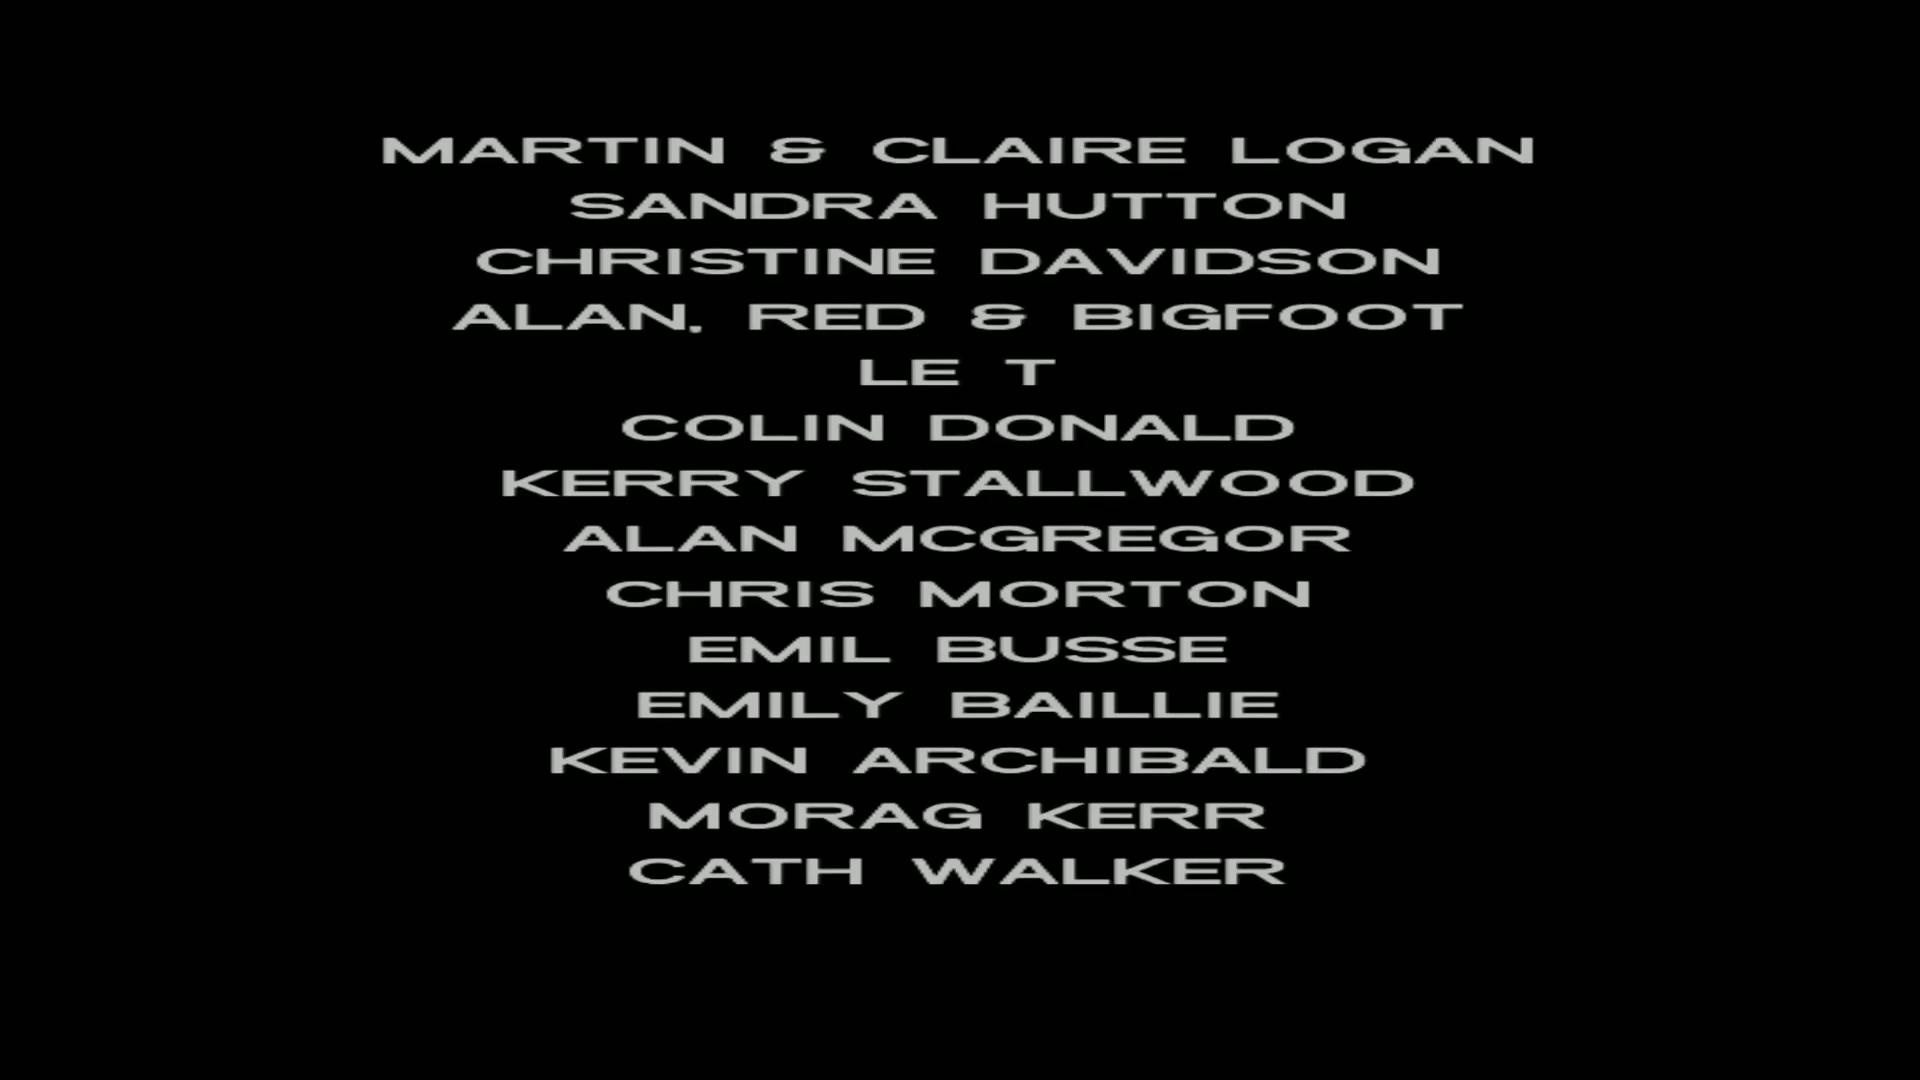 MARTIN & CLAIRE LOGAN
SANDRA HUTTON
CHRISTINE DAVIDSON
ALAN, RED & BIGFOOT
LE T
COLIN DONALD
KERRY STALLWOOD
ALAN MCGREGOR
CHRIS MORTON
EMIL BUSSE
EMILY BAILLIE
KEVIN ARCHIBALD
MORAG KERR
CATH WALKER